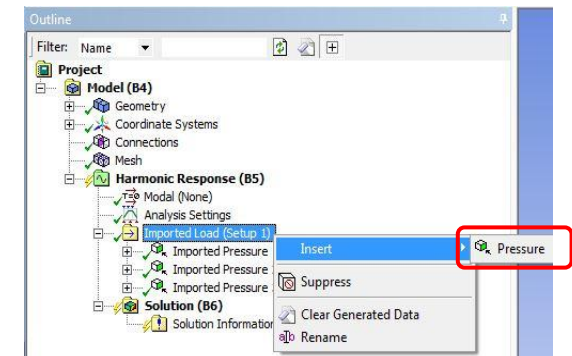 Outline
Filter: Name
Project
Model (B4)
Geometry
Coordinate Systems
Connections
Mesh
Harmonic Response (B5)
T=0 Modal (None)
Analysis Settings
Imported Load (Setup 1)
Imported Pressure
Imported Pressure
Imported Pressure
Solution (B6)
Solution Information
Insert
Pressure
Suppress
Clear Generated Data
aIb Rename